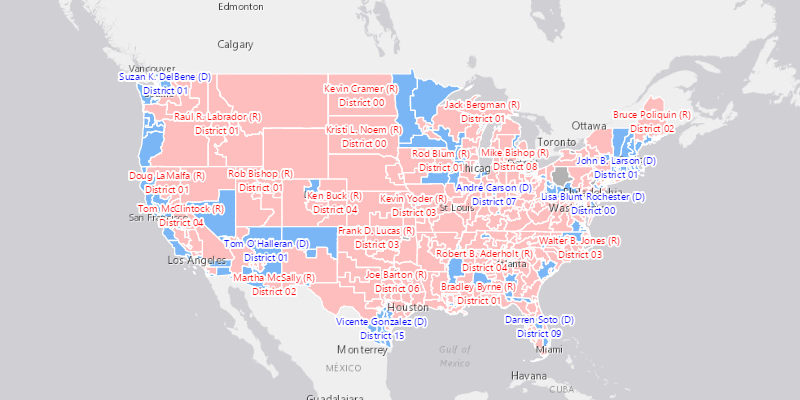 Edmonton
Calgary
Vancouver
Suzan K. DelBene (D)
District 01
Kevin Cramer (R)
District 00
Jack Bergman (R)
District 01
Bruce Poliquin (R)
District 02
Raúl R. Labrador (R)
District 01
Kristi L. Noem (R)
District 00
Ottawa
Toronto
Rod Blum (R)
District 01
Mike Bishop (R)
District 08
John B. Larson (D)
District 01
Doug LaMalfa (R)
District 01
Rob Bishop (R)
District 01
Ken Buck (R)
District 04
Kevin Yoder (R)
District 03
André Carson (D)
District 07
Lisa Blunt Rochester (D)
District 00
Tom McClintock (R)
District 04
San Francisco
St Louis
Tom O'Halleran (D)
District 01
Frank D. Lucas (R)
District 03
Walter B. Jones (R)
District 03
Los Angeles
Robert B. Aderholt (R)
District 04
Atlanta
Martha McSally (R)
District 02
Joe Barton (R)
District 06
Bradley Byrne (R)
District 01
Houston
Vicente Gonzalez (D)
District 15
Darren Soto (D)
District 09
Monterrey
Gulf of
Mexico
Miami
MÉXICO
Havana
CUBA
Guadalajara